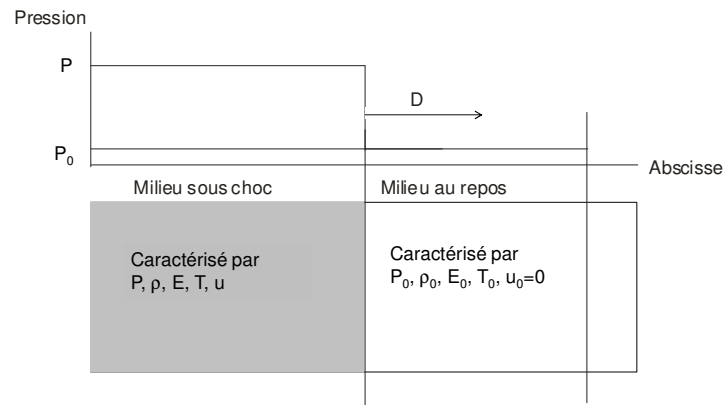 Pression
P
D
P₀
Abscisse
Milieu sous choc
Milieu au repos
Caractérisé par
P, ρ, E, T, u
Caractérisé par
P₀, ρ₀, E₀, T₀, u₀=0